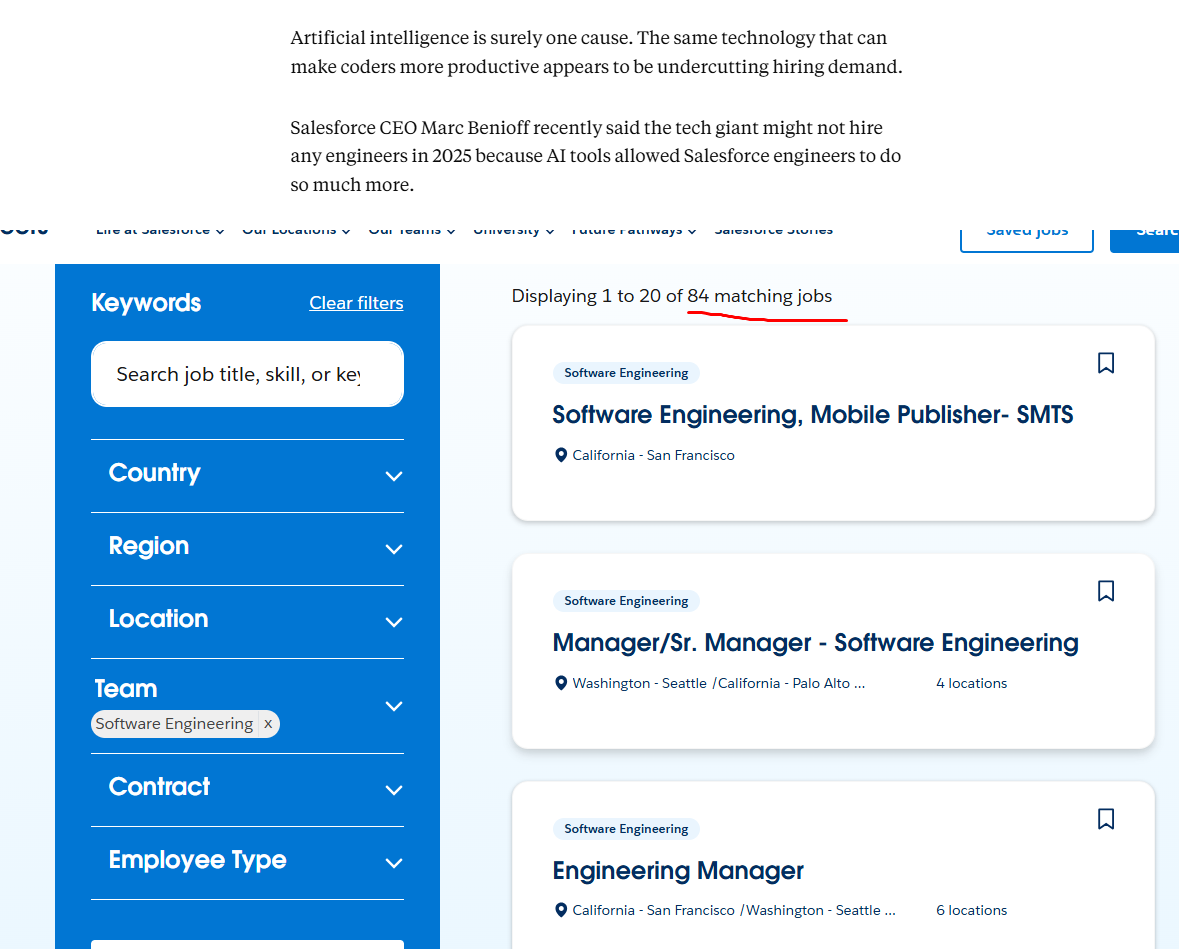 Artificial intelligence is surely one cause. The same technology that can
make coders more productive appears to be undercutting hiring demand.
Salesforce CEO Marc Benioff recently said the tech giant might not hire
any engineers in 2025 because AI tools allowed Salesforce engineers to do
so much more.
Life at Salesforce Our Locations Our Teams University Future Pathways Salesforce Stories Saved jobs
Keywords Clear filters
Search job title, skill, or key
Country
Region
Location
Team
Software Engineering x
Contract
Employee Type
Displaying 1 to 20 of 84 matching jobs
Software Engineering
Software Engineering, Mobile Publisher- SMTS
California - San Francisco
Software Engineering
Manager/Sr. Manager - Software Engineering
Washington - Seattle /California - Palo Alto ... 4 locations
Software Engineering
Engineering Manager
California - San Francisco /Washington - Seattle ... 6 locations